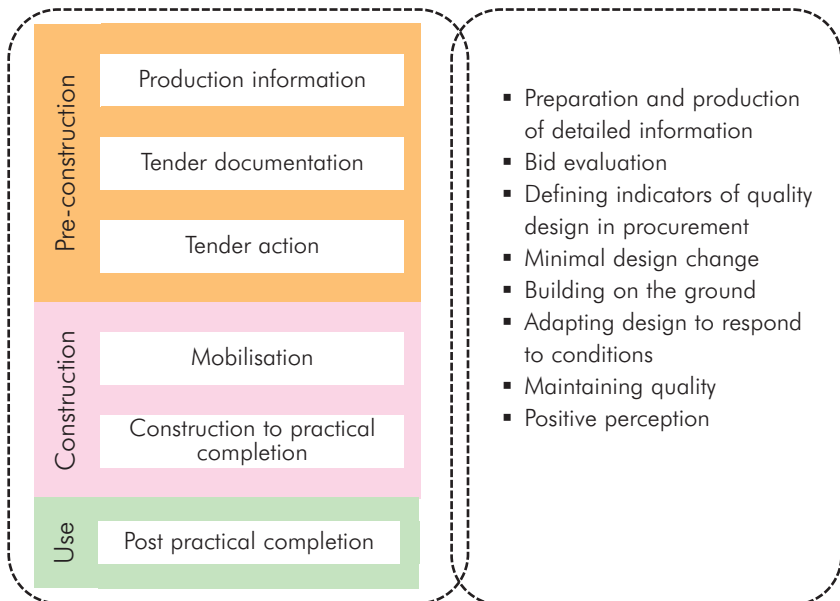 Pre-construction
Production information
Tender documentation
Tender action
Construction
Mobilisation
Construction to practical
completion
Use
Post practical completion
▪ Preparation and production
of detailed information
▪ Bid evaluation
▪ Defining indicators of quality
design in procurement
▪ Minimal design change
▪ Building on the ground
▪ Adapting design to respond
to conditions
▪ Maintaining quality
▪ Positive perception